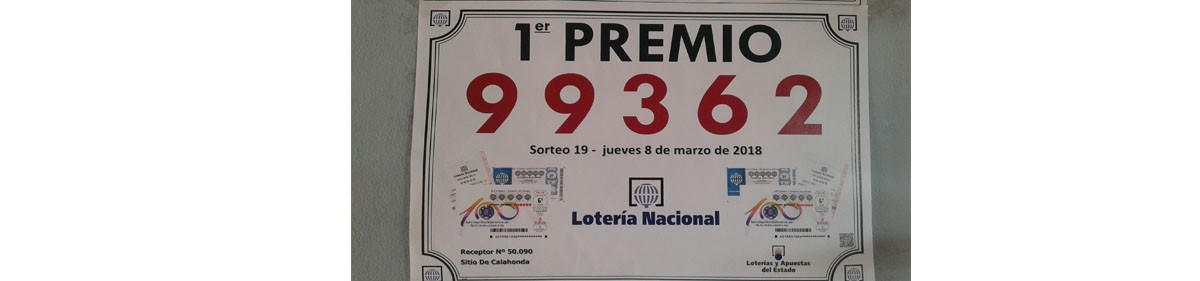 1er PREMIO
99362
Sorteo 19 - jueves 8 de marzo de 2018
Lotería Nacional
Receptor Nº 50.090
Sitio De Calahonda
Loterías y Apuestas
del Estado